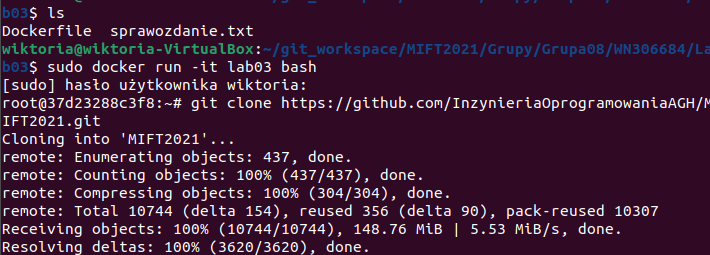 b03$ ls
Dockerfile  sprawozdanie.txt
wiktoria@wiktoria-VirtualBox:~/git_workspace/MIFT2021/Grupy/Grupa08/WN306684/La
b03$ sudo docker run -it lab03 bash
[sudo] hasło użytkownika wiktoria:
root@37d23288c3f8:~# git clone https://github.com/InzynieriaOprogramowaniaAGH/M
IFT2021.git
Cloning into 'MIFT2021'...
remote: Enumerating objects: 437, done.
remote: Counting objects: 100% (437/437), done.
remote: Compressing objects: 100% (304/304), done.
remote: Total 10744 (delta 154), reused 356 (delta 90), pack-reused 10307
Receiving objects: 100% (10744/10744), 148.76 MiB | 5.53 MiB/s, done.
Resolving deltas: 100% (3620/3620), done.